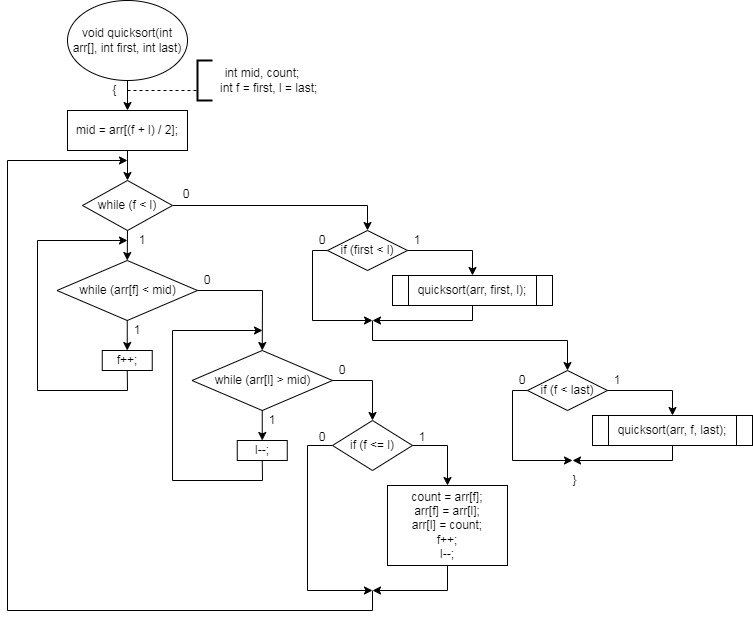 void quicksort(int
arr[], int first, int last)
{
int mid, count;
int f = first, l = last;
mid = arr[(f + l) / 2];
while (f < l)
0
1
if (first < l)
0
1
quicksort(arr, first, l);
while (arr[f] < mid)
0
1
f++;
while (arr[l] > mid)
0
1
l--;
if (f < last)
0
1
quicksort(arr, f, last);
}
if (f <= l)
0
1
count = arr[f];
arr[f] = arr[l];
arr[l] = count;
f++;
l--;